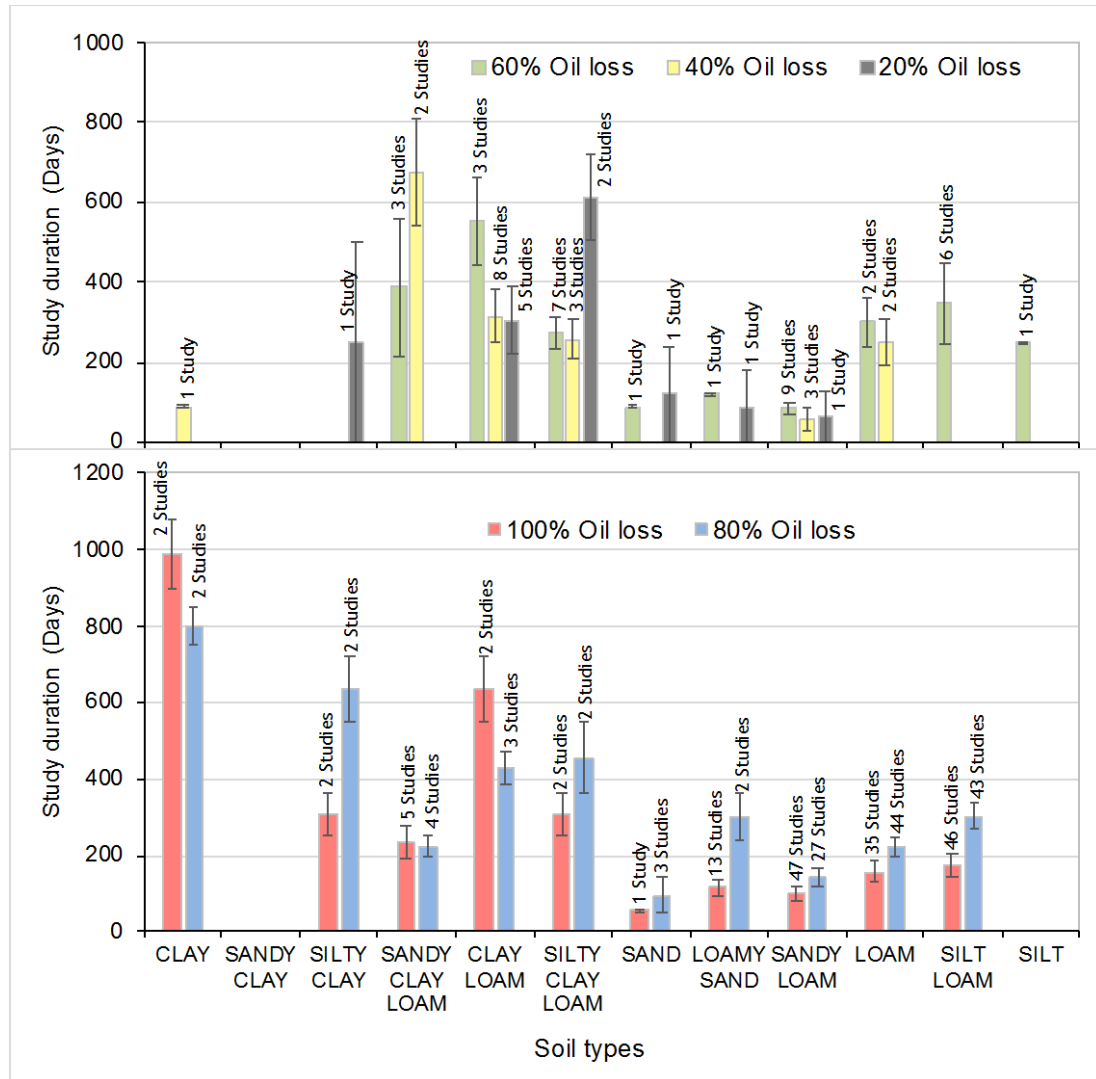 1000
800
600
400
200
0
Study duration (Days)
60% Oil loss
40% Oil loss
20% Oil loss
1 Study
1 Study
3 Studies
2 Studies
3 Studies
8 Studies
5 Studies
7 Studies
3 Studies
2 Studies
1 Study
1 Study
1 Study
1 Study
9 Studies
3 Studies
1 Study
2 Studies
2 Studies
6 Studies
1 Study
1200
1000
800
600
400
200
0
Study duration (Days)
100% Oil loss
80% Oil loss
2 Studies
2 Studies
2 Studies
2 Studies
5 Studies
4 Studies
2 Studies
3 Studies
2 Studies
2 Studies
1 Study
3 Studies
13 Studies
2 Studies
47 Studies
27 Studies
35 Studies
44 Studies
46 Studies
43 Studies
CLAY
SANDY
CLAY
SILTY
CLAY
SANDY
CLAY
LOAM
CLAY
LOAM
SILTY
CLAY
LOAM
SAND
LOAMY
SAND
SANDY
LOAM
LOAM
SILT
LOAM
SILT
Soil types